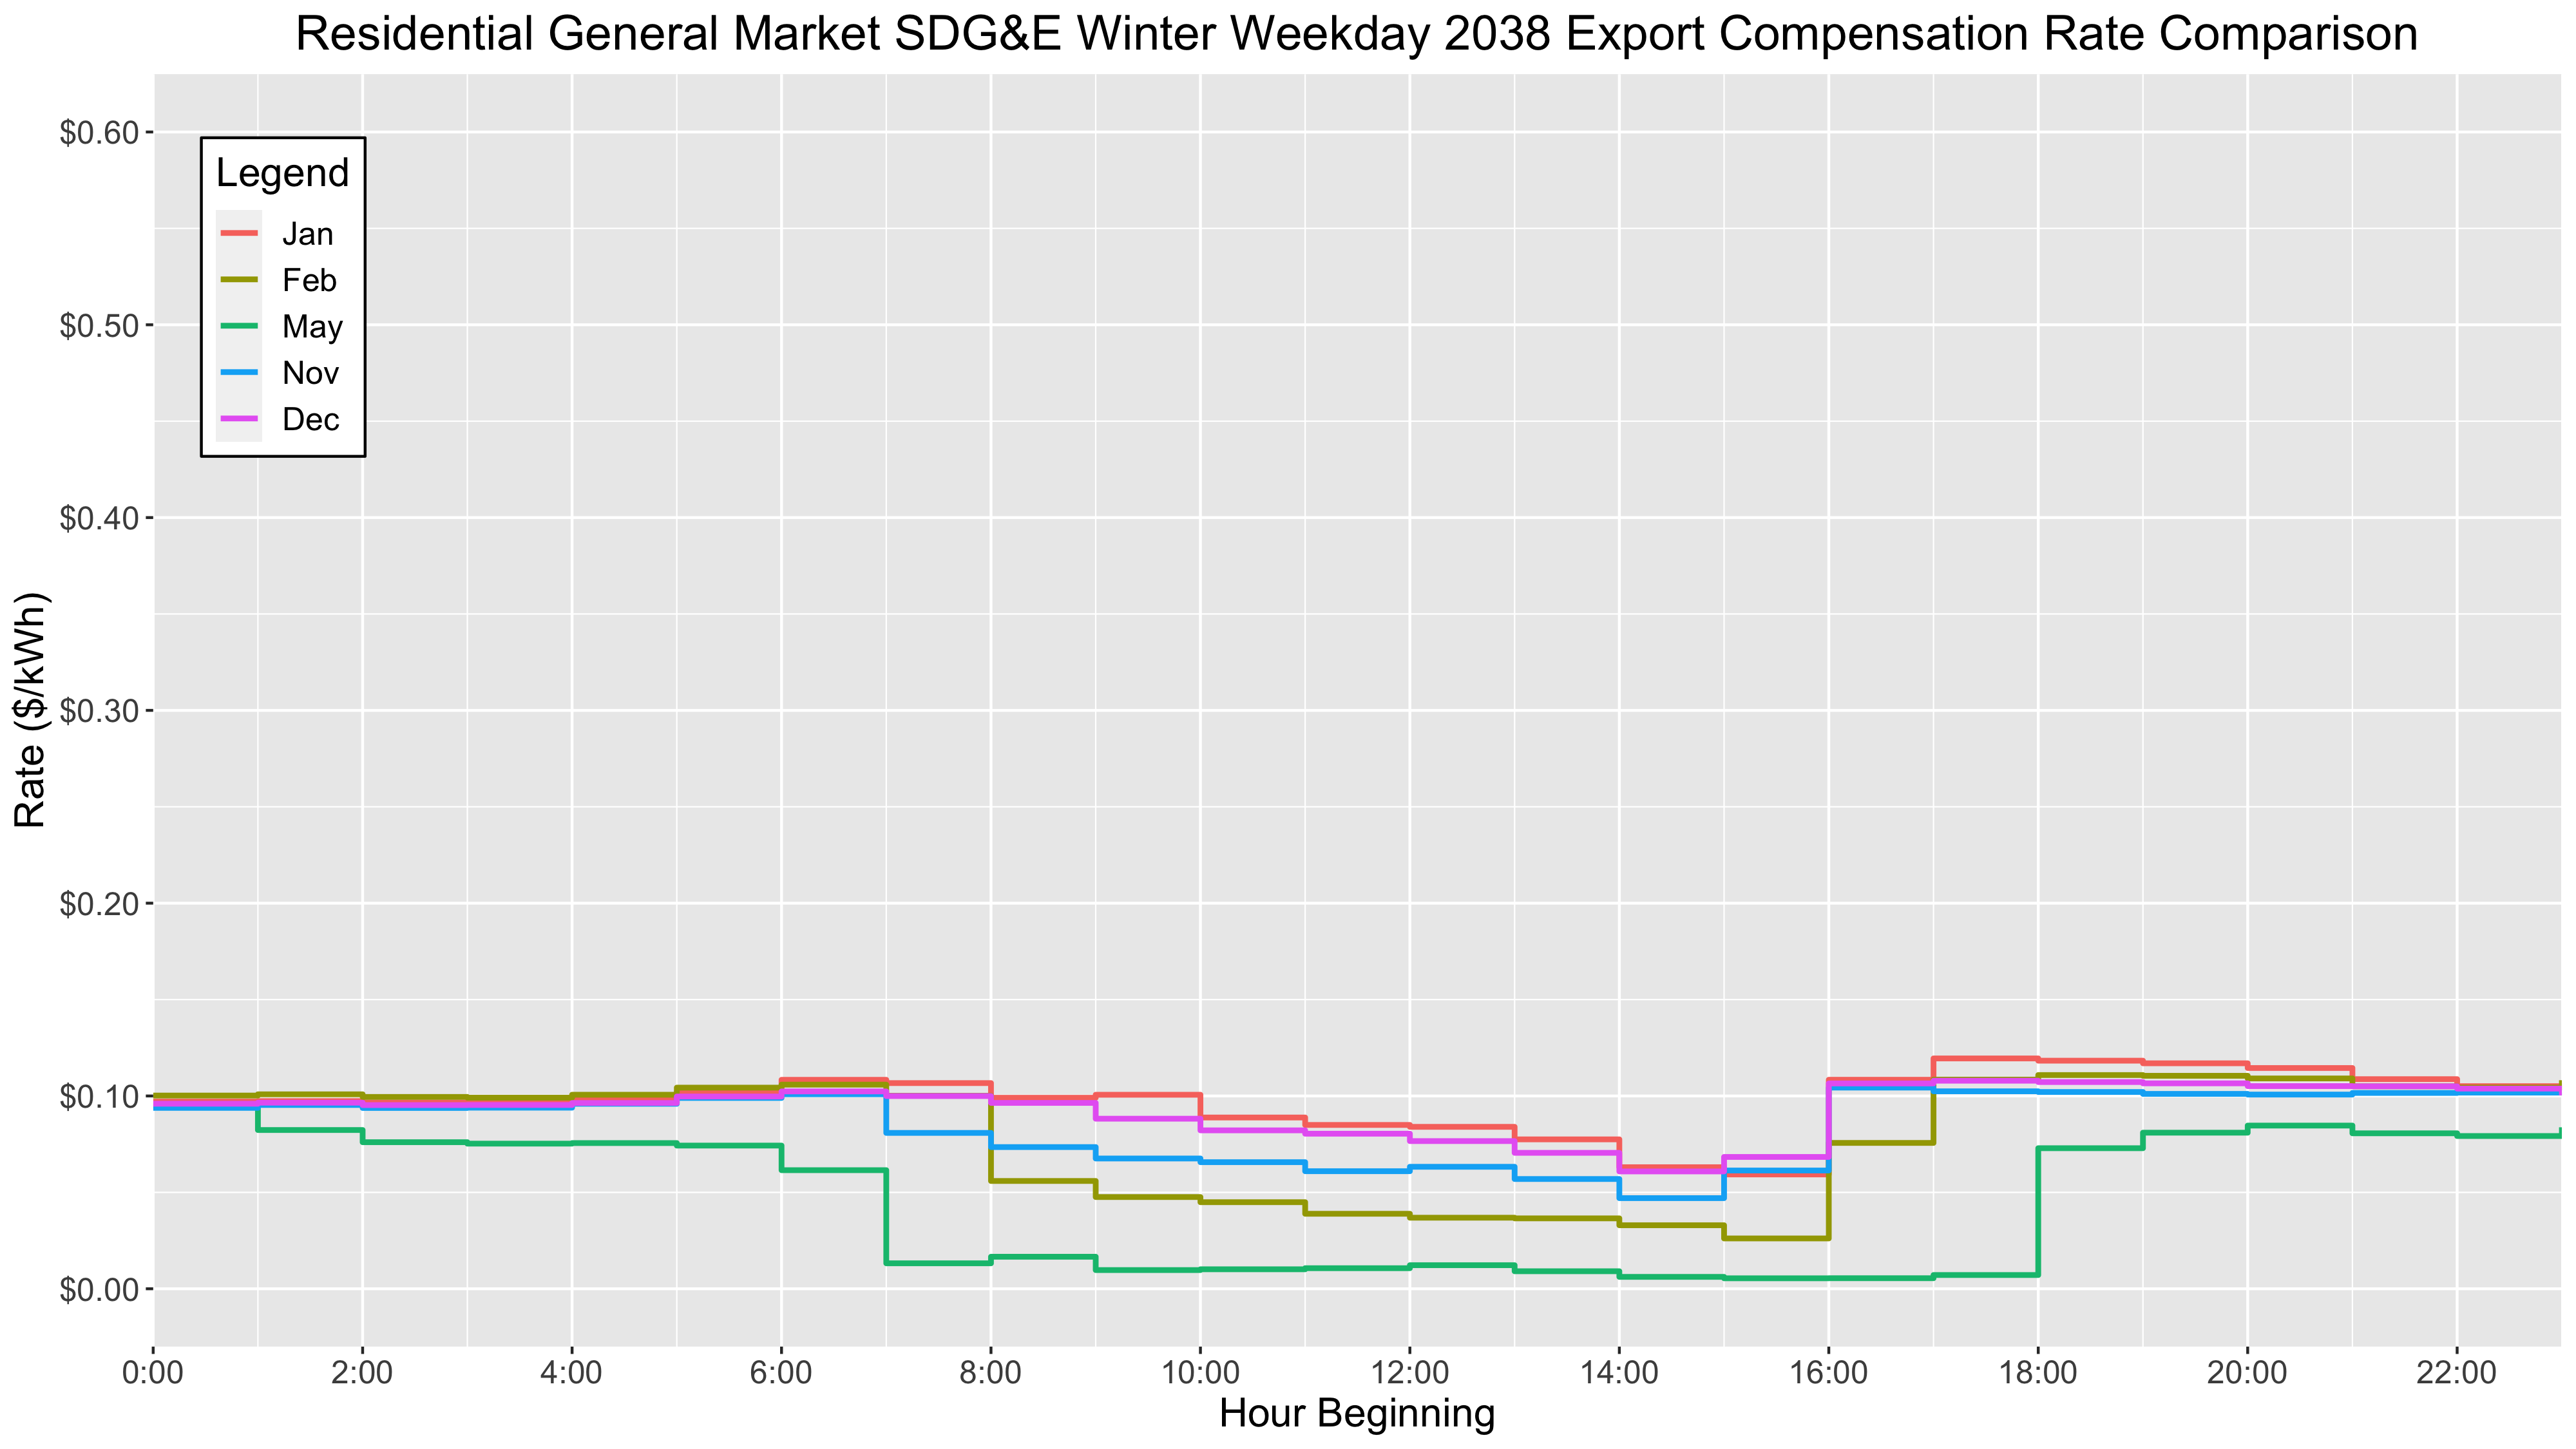 Residential General Market SDG&E Winter Weekday 2038 Export Compensation Rate Comparison
$0.60
$0.50
$0.40
$0.30
$0.20
$0.10
$0.00
Rate ($/kWh)
Legend
Jan
Feb
May
Nov
Dec
0:00 2:00 4:00 6:00 8:00 10:00 12:00 14:00 16:00 18:00 20:00 22:00
Hour Beginning